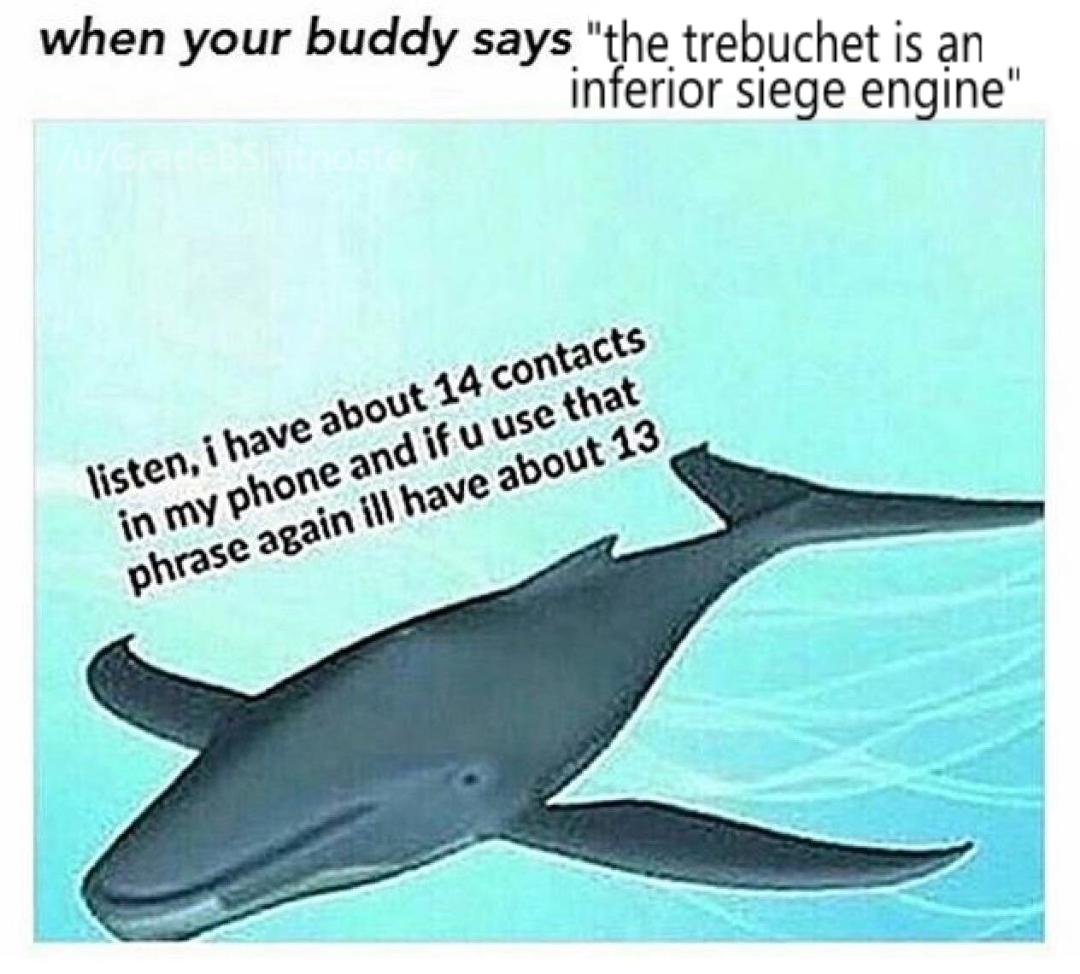 when your buddy says "the trebuchet is an
inferior siege engine"
/u/GradeBShitposter
listen, i have about 14 contacts
in my phone and if u use that
phrase again ill have about 13